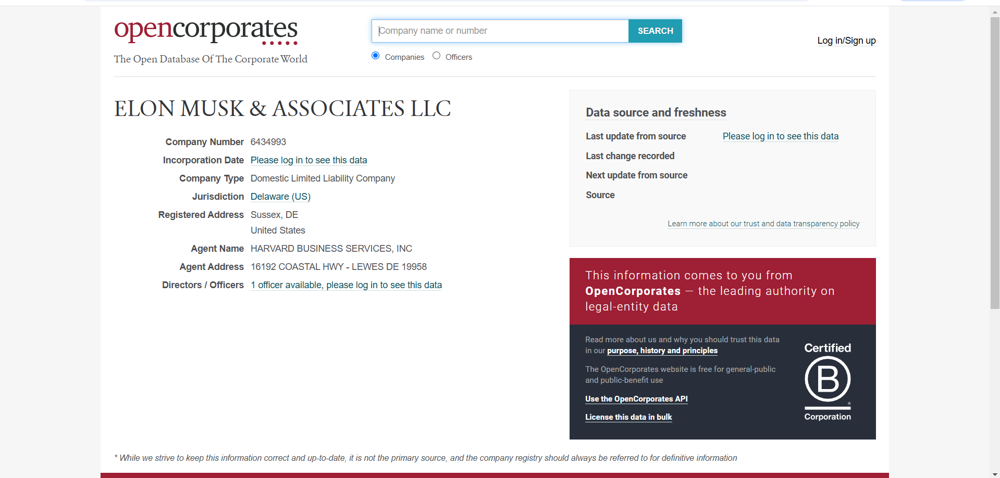 opencorporates
The Open Database Of The Corporate World
Company name or number
SEARCH
Companies
Officers
Log in/Sign up
ELON MUSK & ASSOCIATES LLC
Company Number 6434993
Incorporation Date Please log in to see this data
Company Type Domestic Limited Liability Company
Jurisdiction Delaware (US)
Registered Address Sussex, DE
United States
Agent Name HARVARD BUSINESS SERVICES, INC
Agent Address 16192 COASTAL HWY - LEWES DE 19958
Directors / Officers 1 officer available, please log in to see this data
Data source and freshness
Last update from source Please log in to see this data
Last change recorded
Next update from source
Source
Learn more about our trust and data transparency policy
This information comes to you from
OpenCorporates — the leading authority on
legal-entity data
Read more about us and why you should trust this data
in our purpose, history and principles
The OpenCorporates website is free for general-public
and public-benefit use
Use the OpenCorporates API
License this data in bulk
Certified
B
®
Corporation
* While we strive to keep this information correct and up-to-date, it is not the primary source, and the company registry should always be referred to for definitive information